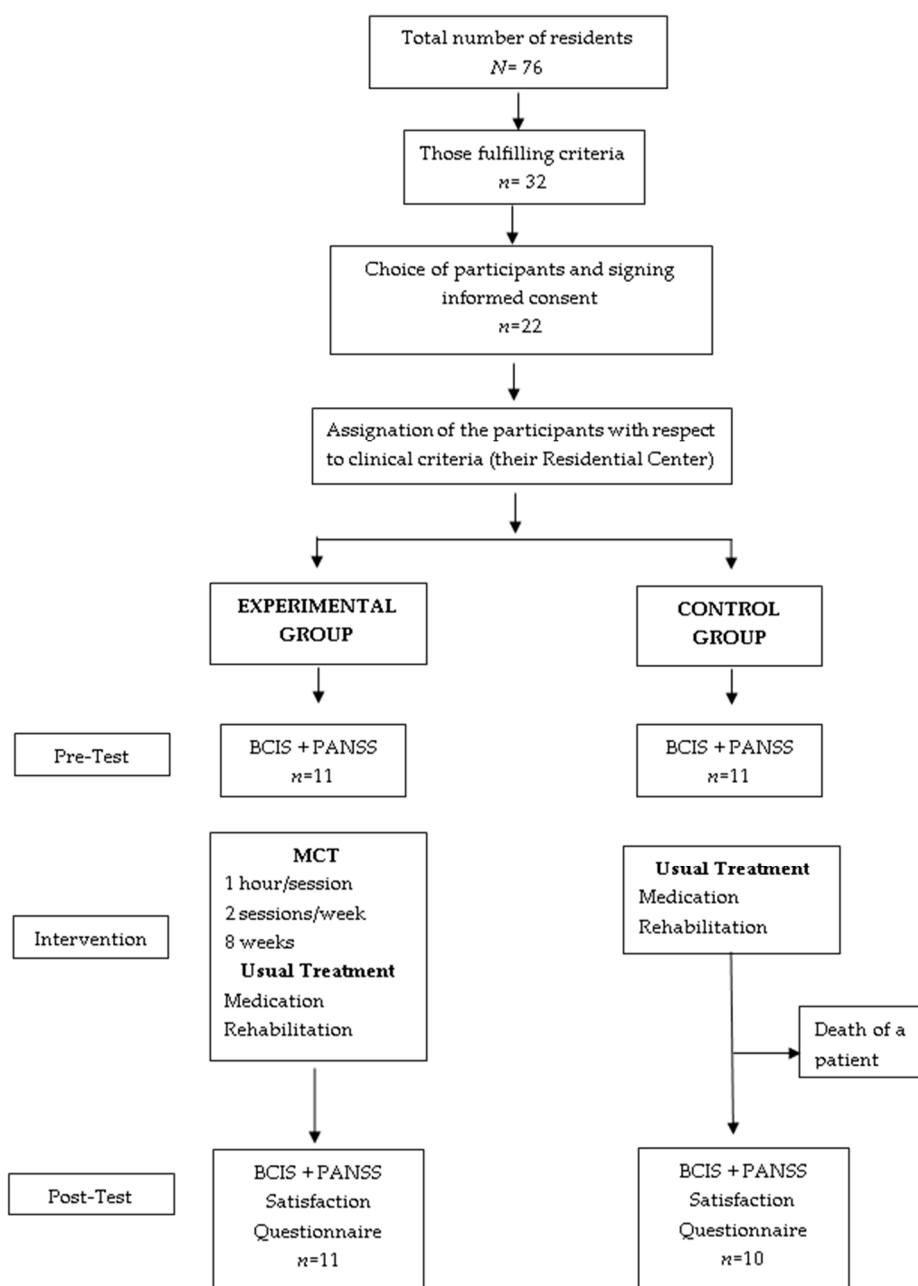 Total number of residents
N= 76
Those fulfilling criteria
n= 32
Choice of participants and signing
informed consent
n=22
Assignation of the participants with respect
to clinical criteria (their Residential Center)
EXPERIMENTAL
GROUP
CONTROL
GROUP
Pre-Test
BCIS + PANSS
n=11
BCIS + PANSS
n=11
Intervention
MCT
1 hour/session
2 sessions/week
8 weeks
Usual Treatment
Medication
Rehabilitation
Usual Treatment
Medication
Rehabilitation
Death of a
patient
Post-Test
BCIS + PANSS
Satisfaction
Questionnaire
n=11
BCIS + PANSS
Satisfaction
Questionnaire
n=10